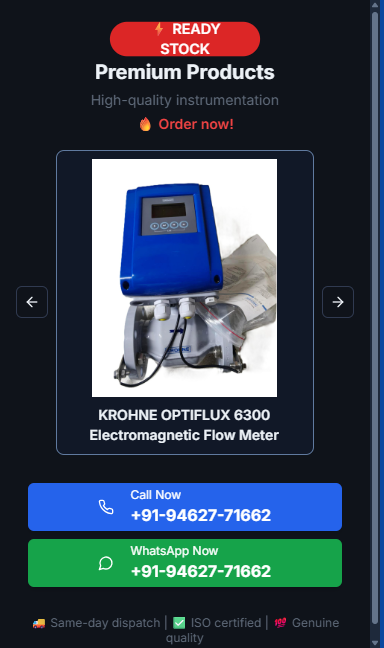 ⚡ READY
STOCK
Premium Products
High-quality instrumentation
🔥 Order now!
KROHNE OPTIFLUX 6300
Electromagnetic Flow Meter
Call Now
+91-94627-71662
WhatsApp Now
+91-94627-71662
🚚 Same-day dispatch | ✅ ISO certified | 💯 Genuine
quality